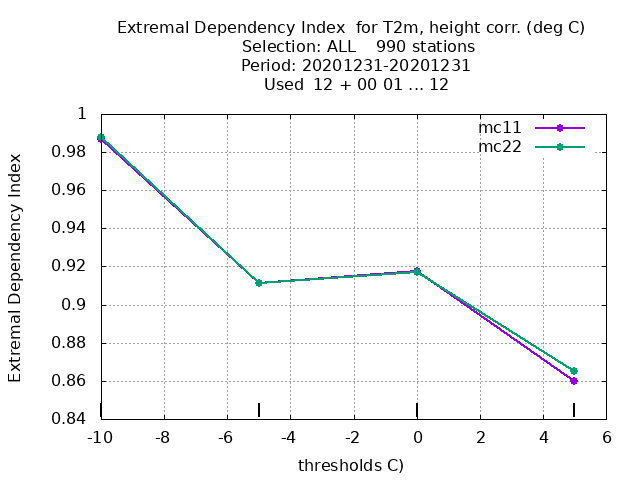 Extremal Dependency Index  for T2m, height corr. (deg C)
Selection: ALL    990 stations
Period: 20201231-20201231
Used  12 + 00 01 ... 12
mc11
mc22
1
0.98
0.96
0.94
0.92
0.9
0.88
0.86
0.84
Extremal Dependency Index
-10 -8 -6 -4 -2 0 2 4 6
thresholds C)